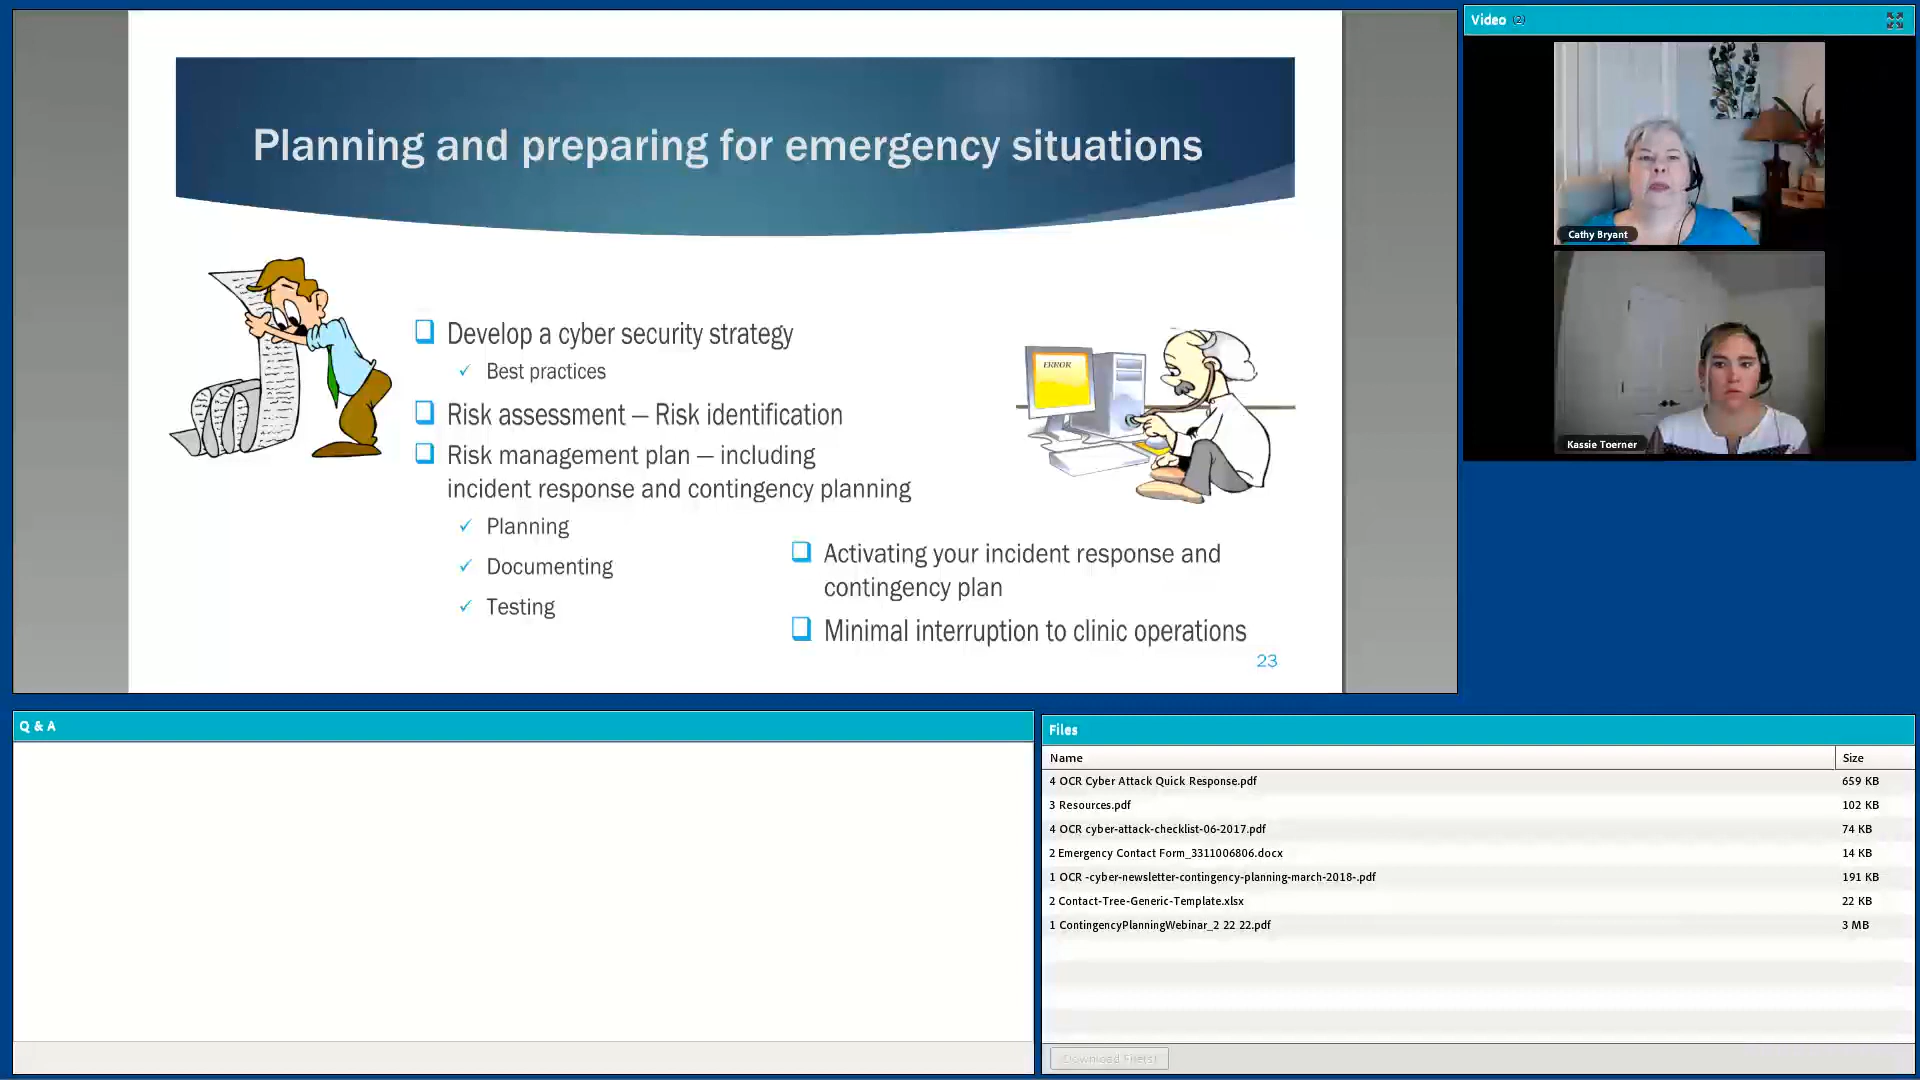 Planning and preparing for emergency situations
Develop a cyber security strategy
✓ Best practices
Risk assessment – Risk identification
Risk management plan – including
incident response and contingency planning
✓ Planning
✓ Documenting
✓ Testing
ERROR
Activating your incident response and
contingency plan
Minimal interruption to clinic operations
23
Video (2)
Cathy Bryant
Kassie Toerner
Q & A
Files
Name Size
4 OCR Cyber Attack Quick Response.pdf 659 KB
3 Resources.pdf 102 KB
4 OCR cyber-attack-checklist-06-2017.pdf 74 KB
2 Emergency Contact Form_3311006806.docx 14 KB
1 OCR -cyber-newsletter-contingency-planning-march-2018-.pdf 191 KB
2 Contact-Tree-Generic-Template.xlsx 22 KB
1 ContingencyPlanningWebinar_2 22 22.pdf 3 MB
Download File(s)